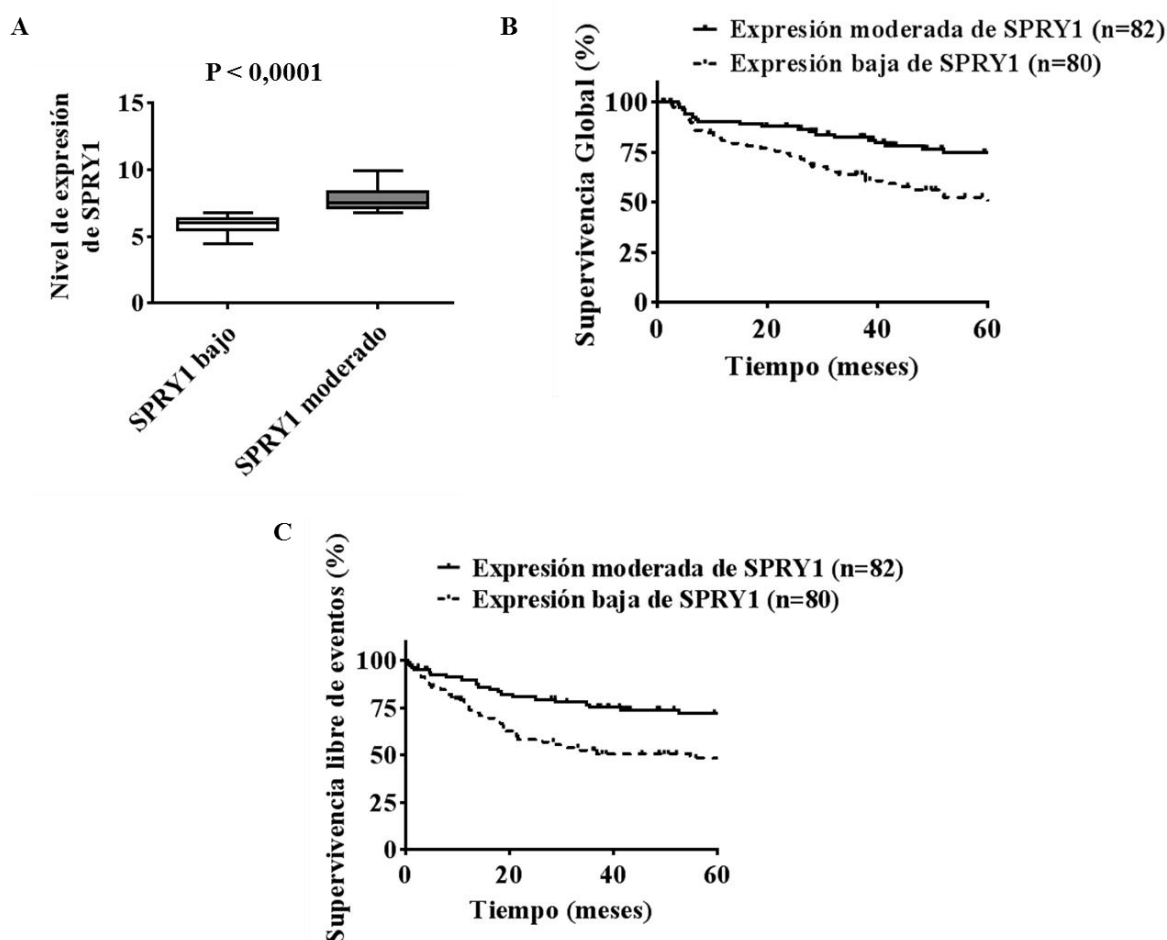 A
P < 0,0001
Nivel de expresión
de SPRY1
15
10
5
0
SPRY1 bajo
SPRY1 moderado
B
Expresión moderada de SPRY1 (n=82)
Expresión baja de SPRY1 (n=80)
Supervivencia Global (%)
100
75
50
25
0
0 20 40 60
Tiempo (meses)
C
Expresión moderada de SPRY1 (n=82)
Expresión baja de SPRY1 (n=80)
Supervivencia libre de eventos (%)
100
75
50
25
0
0 20 40 60
Tiempo (meses)